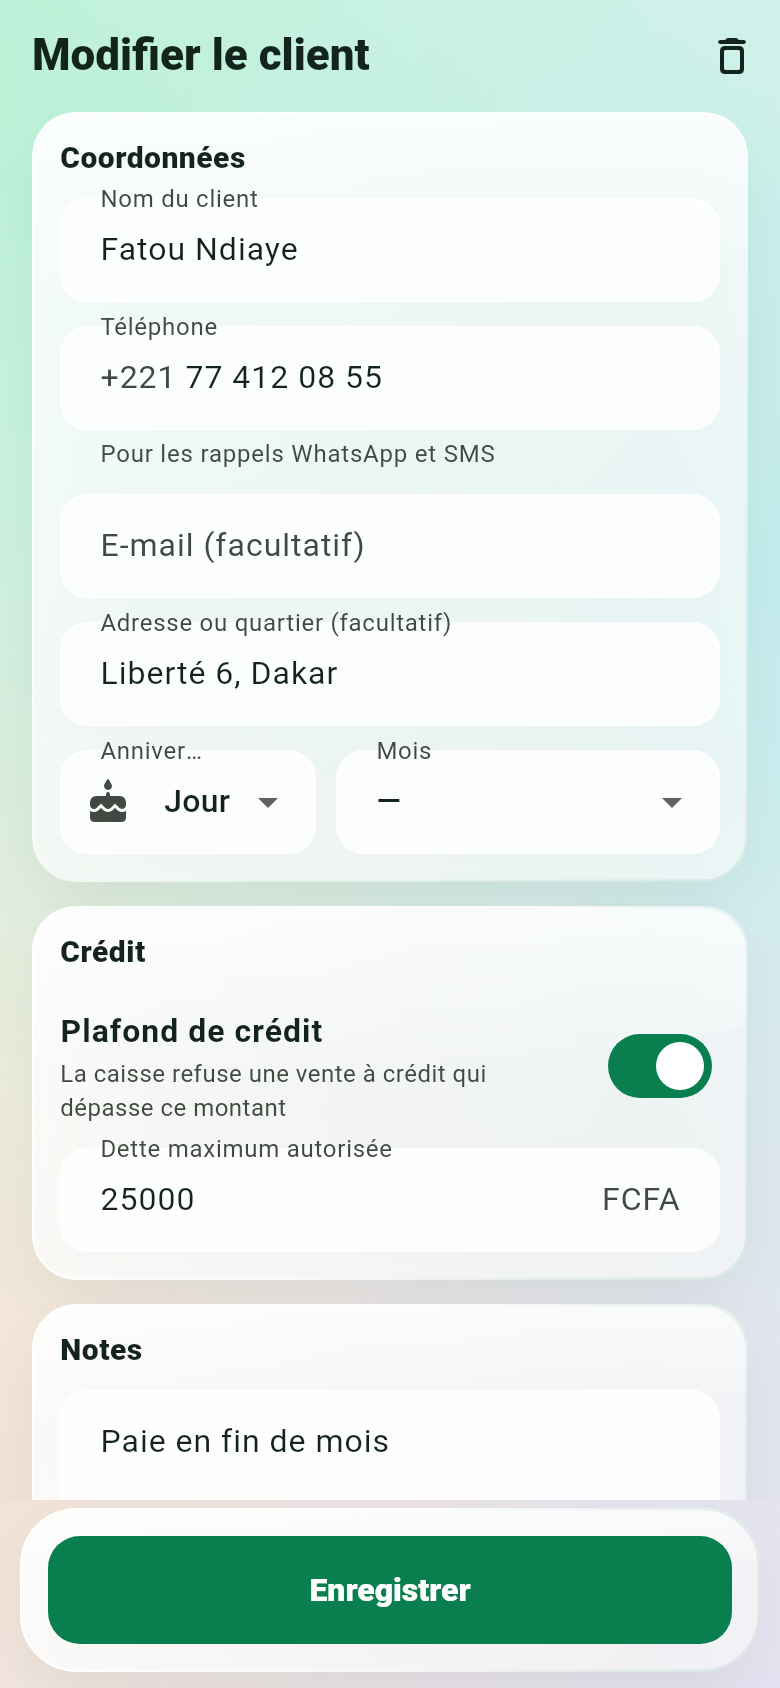 Modifier le client
Coordonnées
Nom du client
Fatou Ndiaye
Téléphone
+221 77 412 08 55
Pour les rappels WhatsApp et SMS
E-mail (facultatif)
Adresse ou quartier (facultatif)
Liberté 6, Dakar
Anniver…
Mois
Jour
–
Crédit
Plafond de crédit
La caisse refuse une vente à crédit qui
dépasse ce montant
Dette maximum autorisée
25000 FCFA
Notes
Paie en fin de mois
Enregistrer